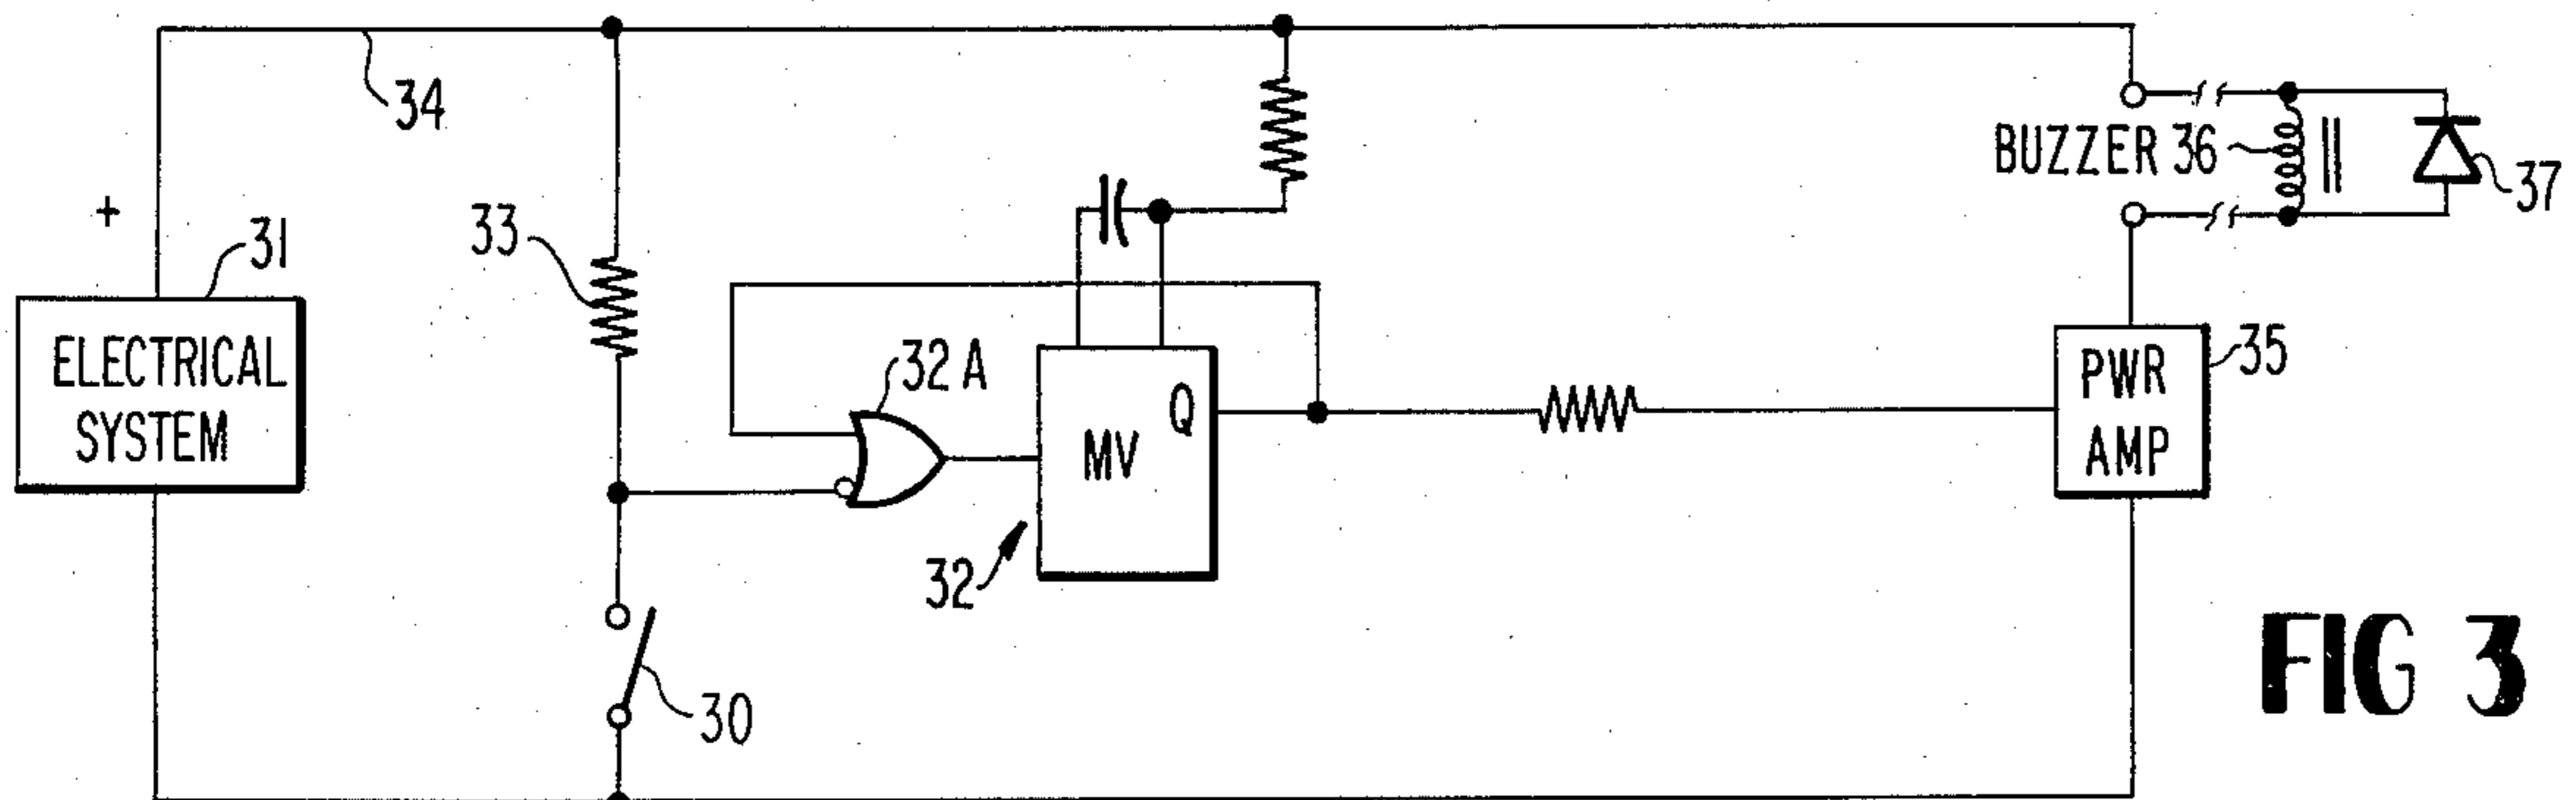 34
+
31
33
BUZZER 36
37
ELECTRICAL
SYSTEM
32 A
Q
MV
35
PWR
AMP
32
30
FIG 3